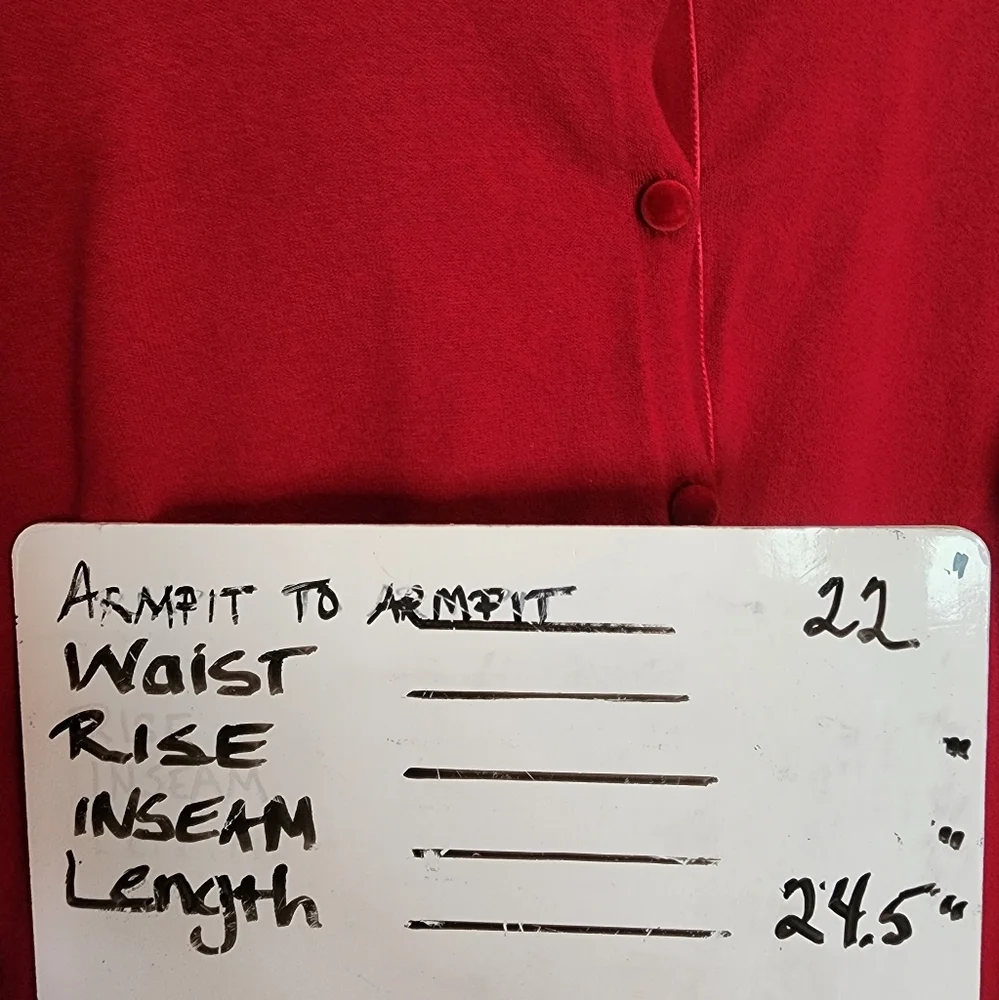 ARMPIT TO ARMPIT 22
Waist
RISE "
INSEAM "
Length 24.5"